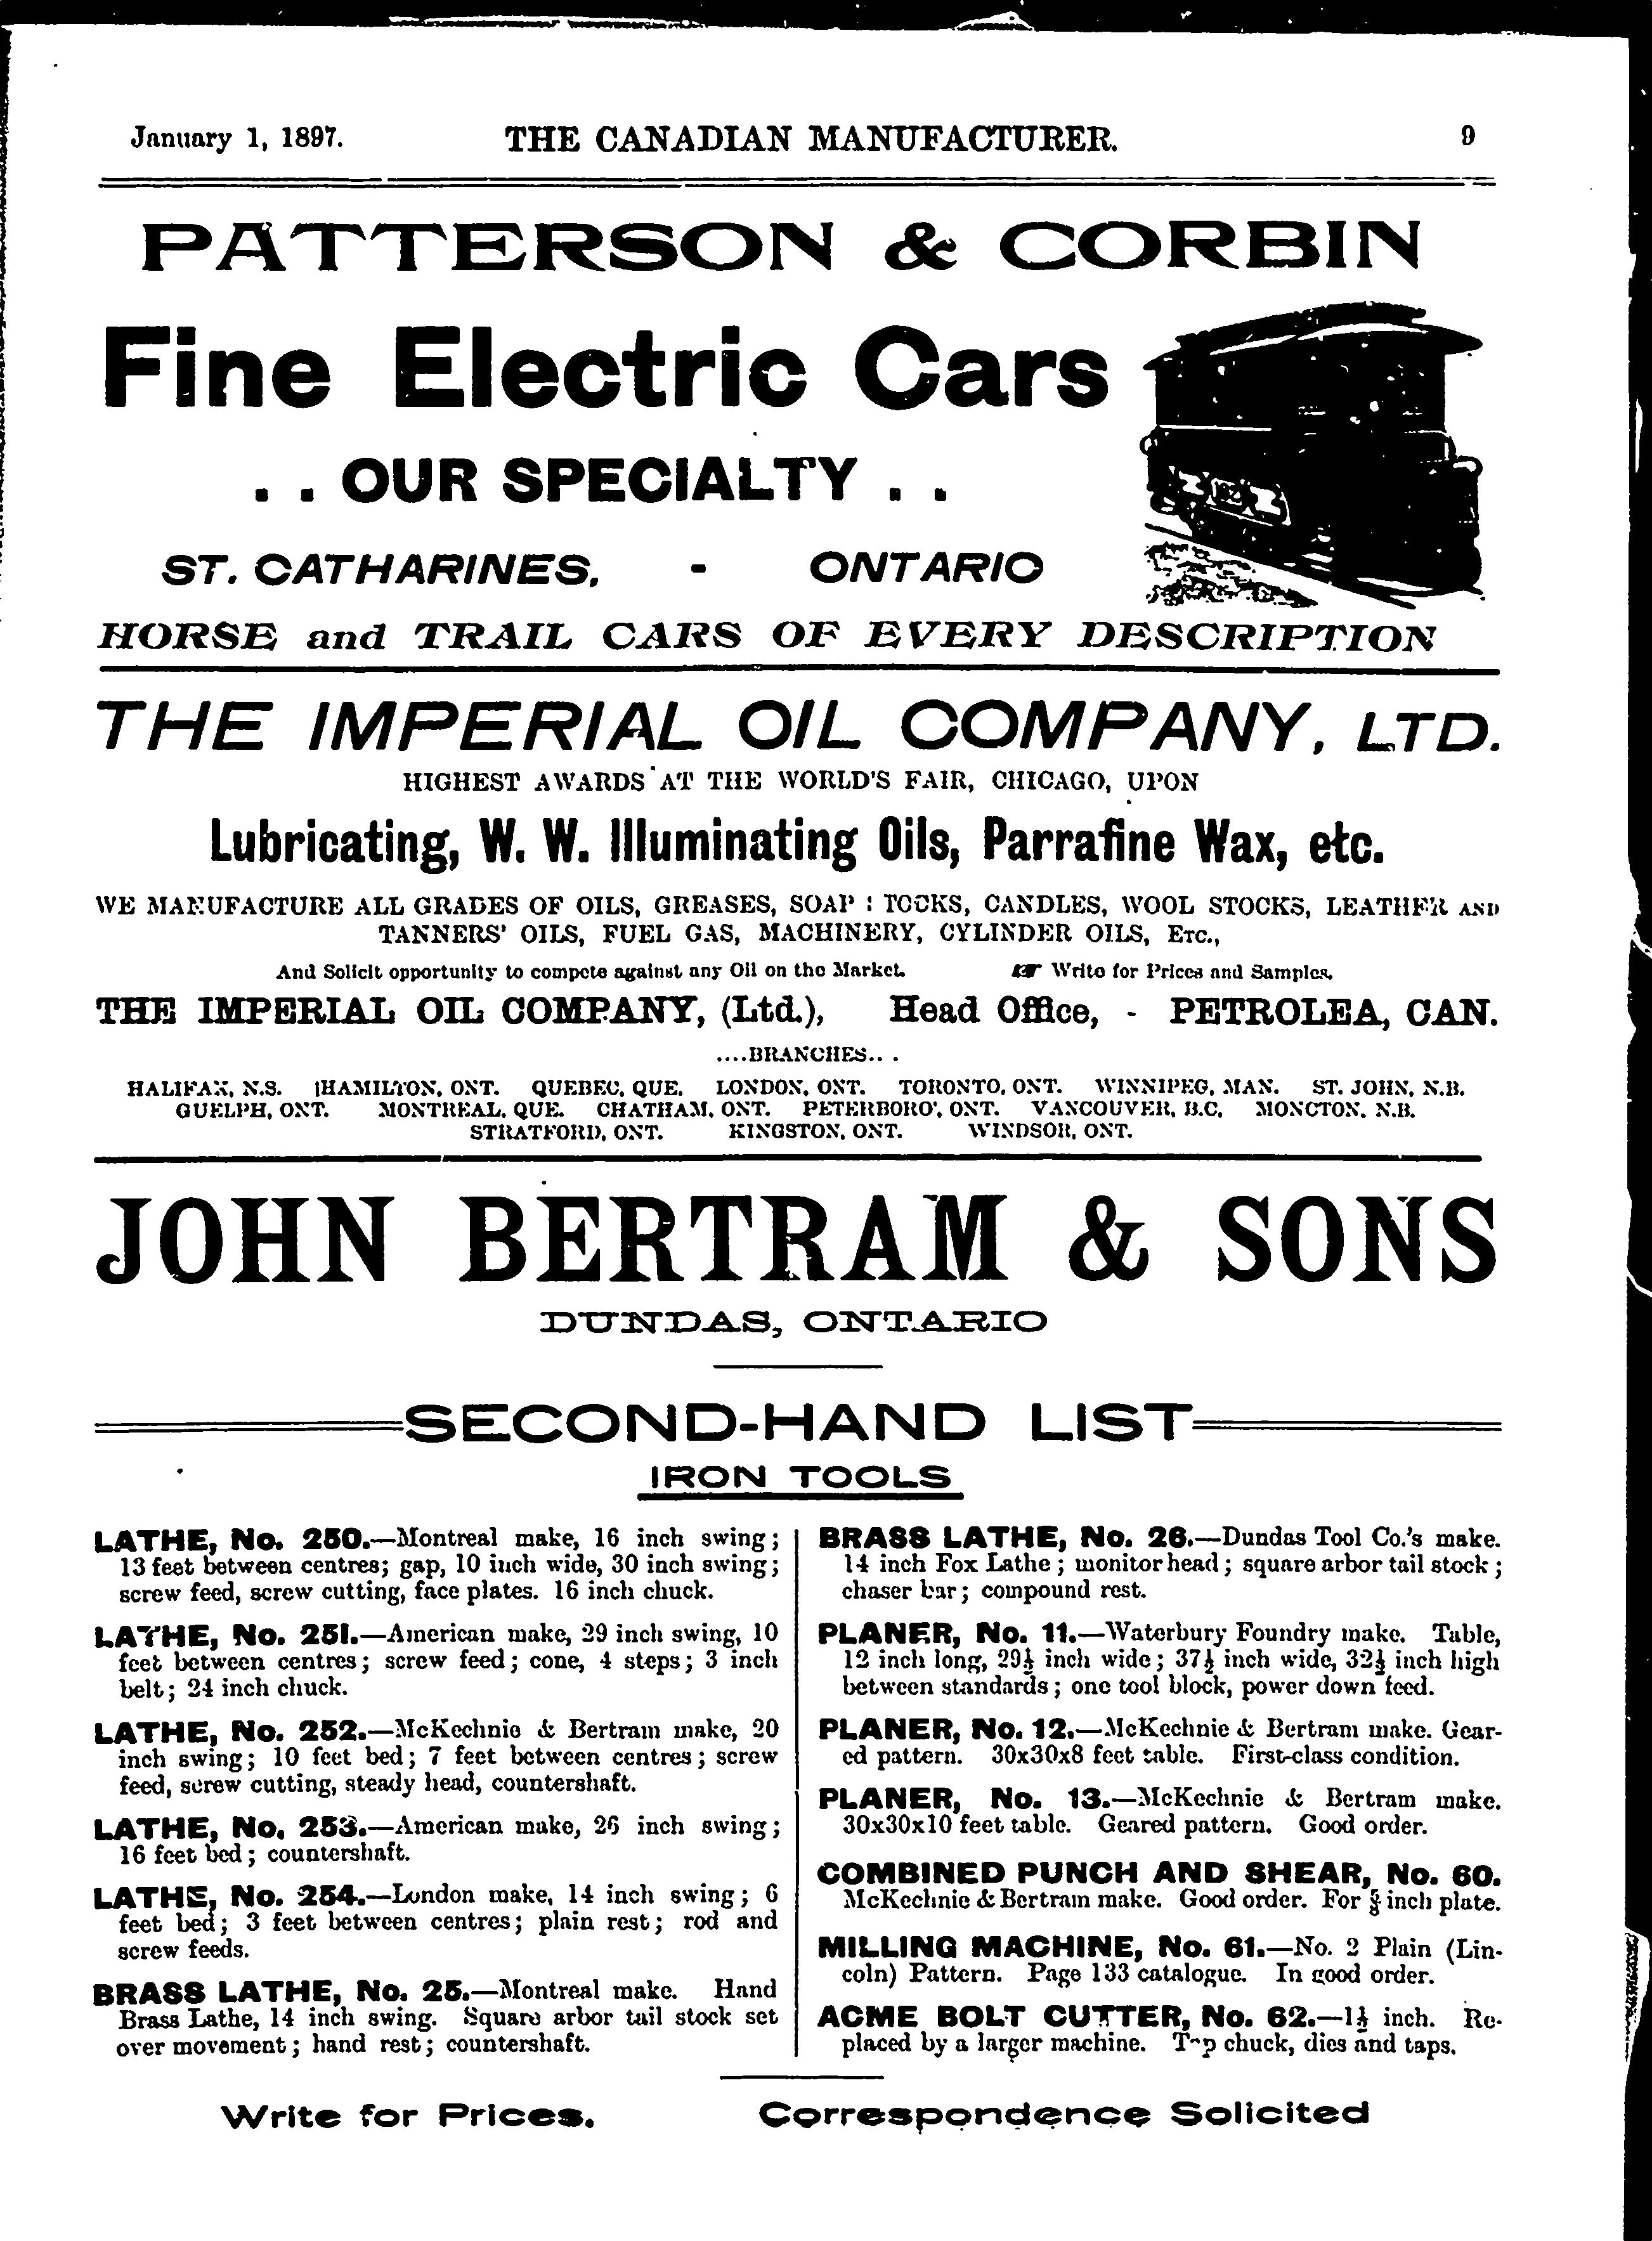 January 1, 1897.
THE CANADIAN MANUFACTURER.
9
PATTERSON & CORBIN
Fine Electric Cars
. . OUR SPECIALTY . .
ST. CATHARINES, - ONTARIO
HORSE and TRAIL CARS OF EVERY DESCRIPTION
THE IMPERIAL OIL COMPANY, LTD.
HIGHEST AWARDS AT THE WORLD'S FAIR, CHICAGO, UPON
Lubricating, W. W. Illuminating Oils, Parrafine Wax, etc.
WE MANUFACTURE ALL GRADES OF OILS, GREASES, SOAP STOCKS, CANDLES, WOOL STOCKS, LEATHER AND
TANNERS' OILS, FUEL GAS, MACHINERY, CYLINDER OILS, ETC.,
And Solicit opportunity to compete against any Oil on the Market. ☞ Write for Prices and Samples.
THE IMPERIAL OIL COMPANY, (Ltd.), Head Office, - PETROLEA, CAN.
....BRANCHES.. .
HALIFAX, N.S. HAMILTON, ONT. QUEBEC, QUE. LONDON, ONT. TORONTO, ONT. WINNIPEG, MAN. ST. JOHN, N.B.
GUELPH, ONT. MONTREAL, QUE. CHATHAM, ONT. PETERBORO', ONT. VANCOUVER, B.C. MONCTON, N.B.
STRATFORD, ONT. KINGSTON, ONT. WINDSOR, ONT.
JOHN BERTRAM & SONS
DUNDAS, ONTARIO
SECOND-HAND LIST
IRON TOOLS
LATHE, No. 250.—Montreal make, 16 inch swing;
13 feet between centres; gap, 10 inch wide, 30 inch swing;
screw feed, screw cutting, face plates. 16 inch chuck.
LATHE, No. 251.—American make, 29 inch swing, 10
feet between centres; screw feed; cone, 4 steps; 3 inch
belt; 24 inch chuck.
LATHE, No. 252.—McKechnie & Bertram make, 20
inch swing; 10 feet bed; 7 feet between centres; screw
feed, screw cutting, steady head, countershaft.
LATHE, No. 253.—American make, 26 inch swing;
16 feet bed; countershaft.
LATHE, No. 254.—London make, 14 inch swing; 6
feet bed; 3 feet between centres; plain rest; rod and
screw feeds.
BRASS LATHE, No. 25.—Montreal make. Hand
Brass Lathe, 14 inch swing. Square arbor tail stock set
over movement; hand rest; countershaft.
BRASS LATHE, No. 26.—Dundas Tool Co.'s make.
14 inch Fox Lathe; monitor head; square arbor tail stock;
chaser bar; compound rest.
PLANER, No. 11.—Waterbury Foundry make. Table,
12 inch long, 29½ inch wide; 37½ inch wide, 32½ inch high
between standards; one tool block, power down feed.
PLANER, No. 12.—McKechnie & Bertram make. Gear-
ed pattern. 30x30x8 feet table. First-class condition.
PLANER, No. 13.—McKechnie & Bertram make.
30x30x10 feet table. Geared pattern. Good order.
COMBINED PUNCH AND SHEAR, No. 60.
McKechnie & Bertram make. Good order. For inch plate.
MILLING MACHINE, No. 61.—No. 2 Plain (Lin-
coln) Pattern. Page 133 catalogue. In good order.
ACME BOLT CUTTER, No. 62.—1½ inch. Re-
placed by a larger machine. Tap chuck, dies and taps.
Write for Prices.
Correspondence Solicited